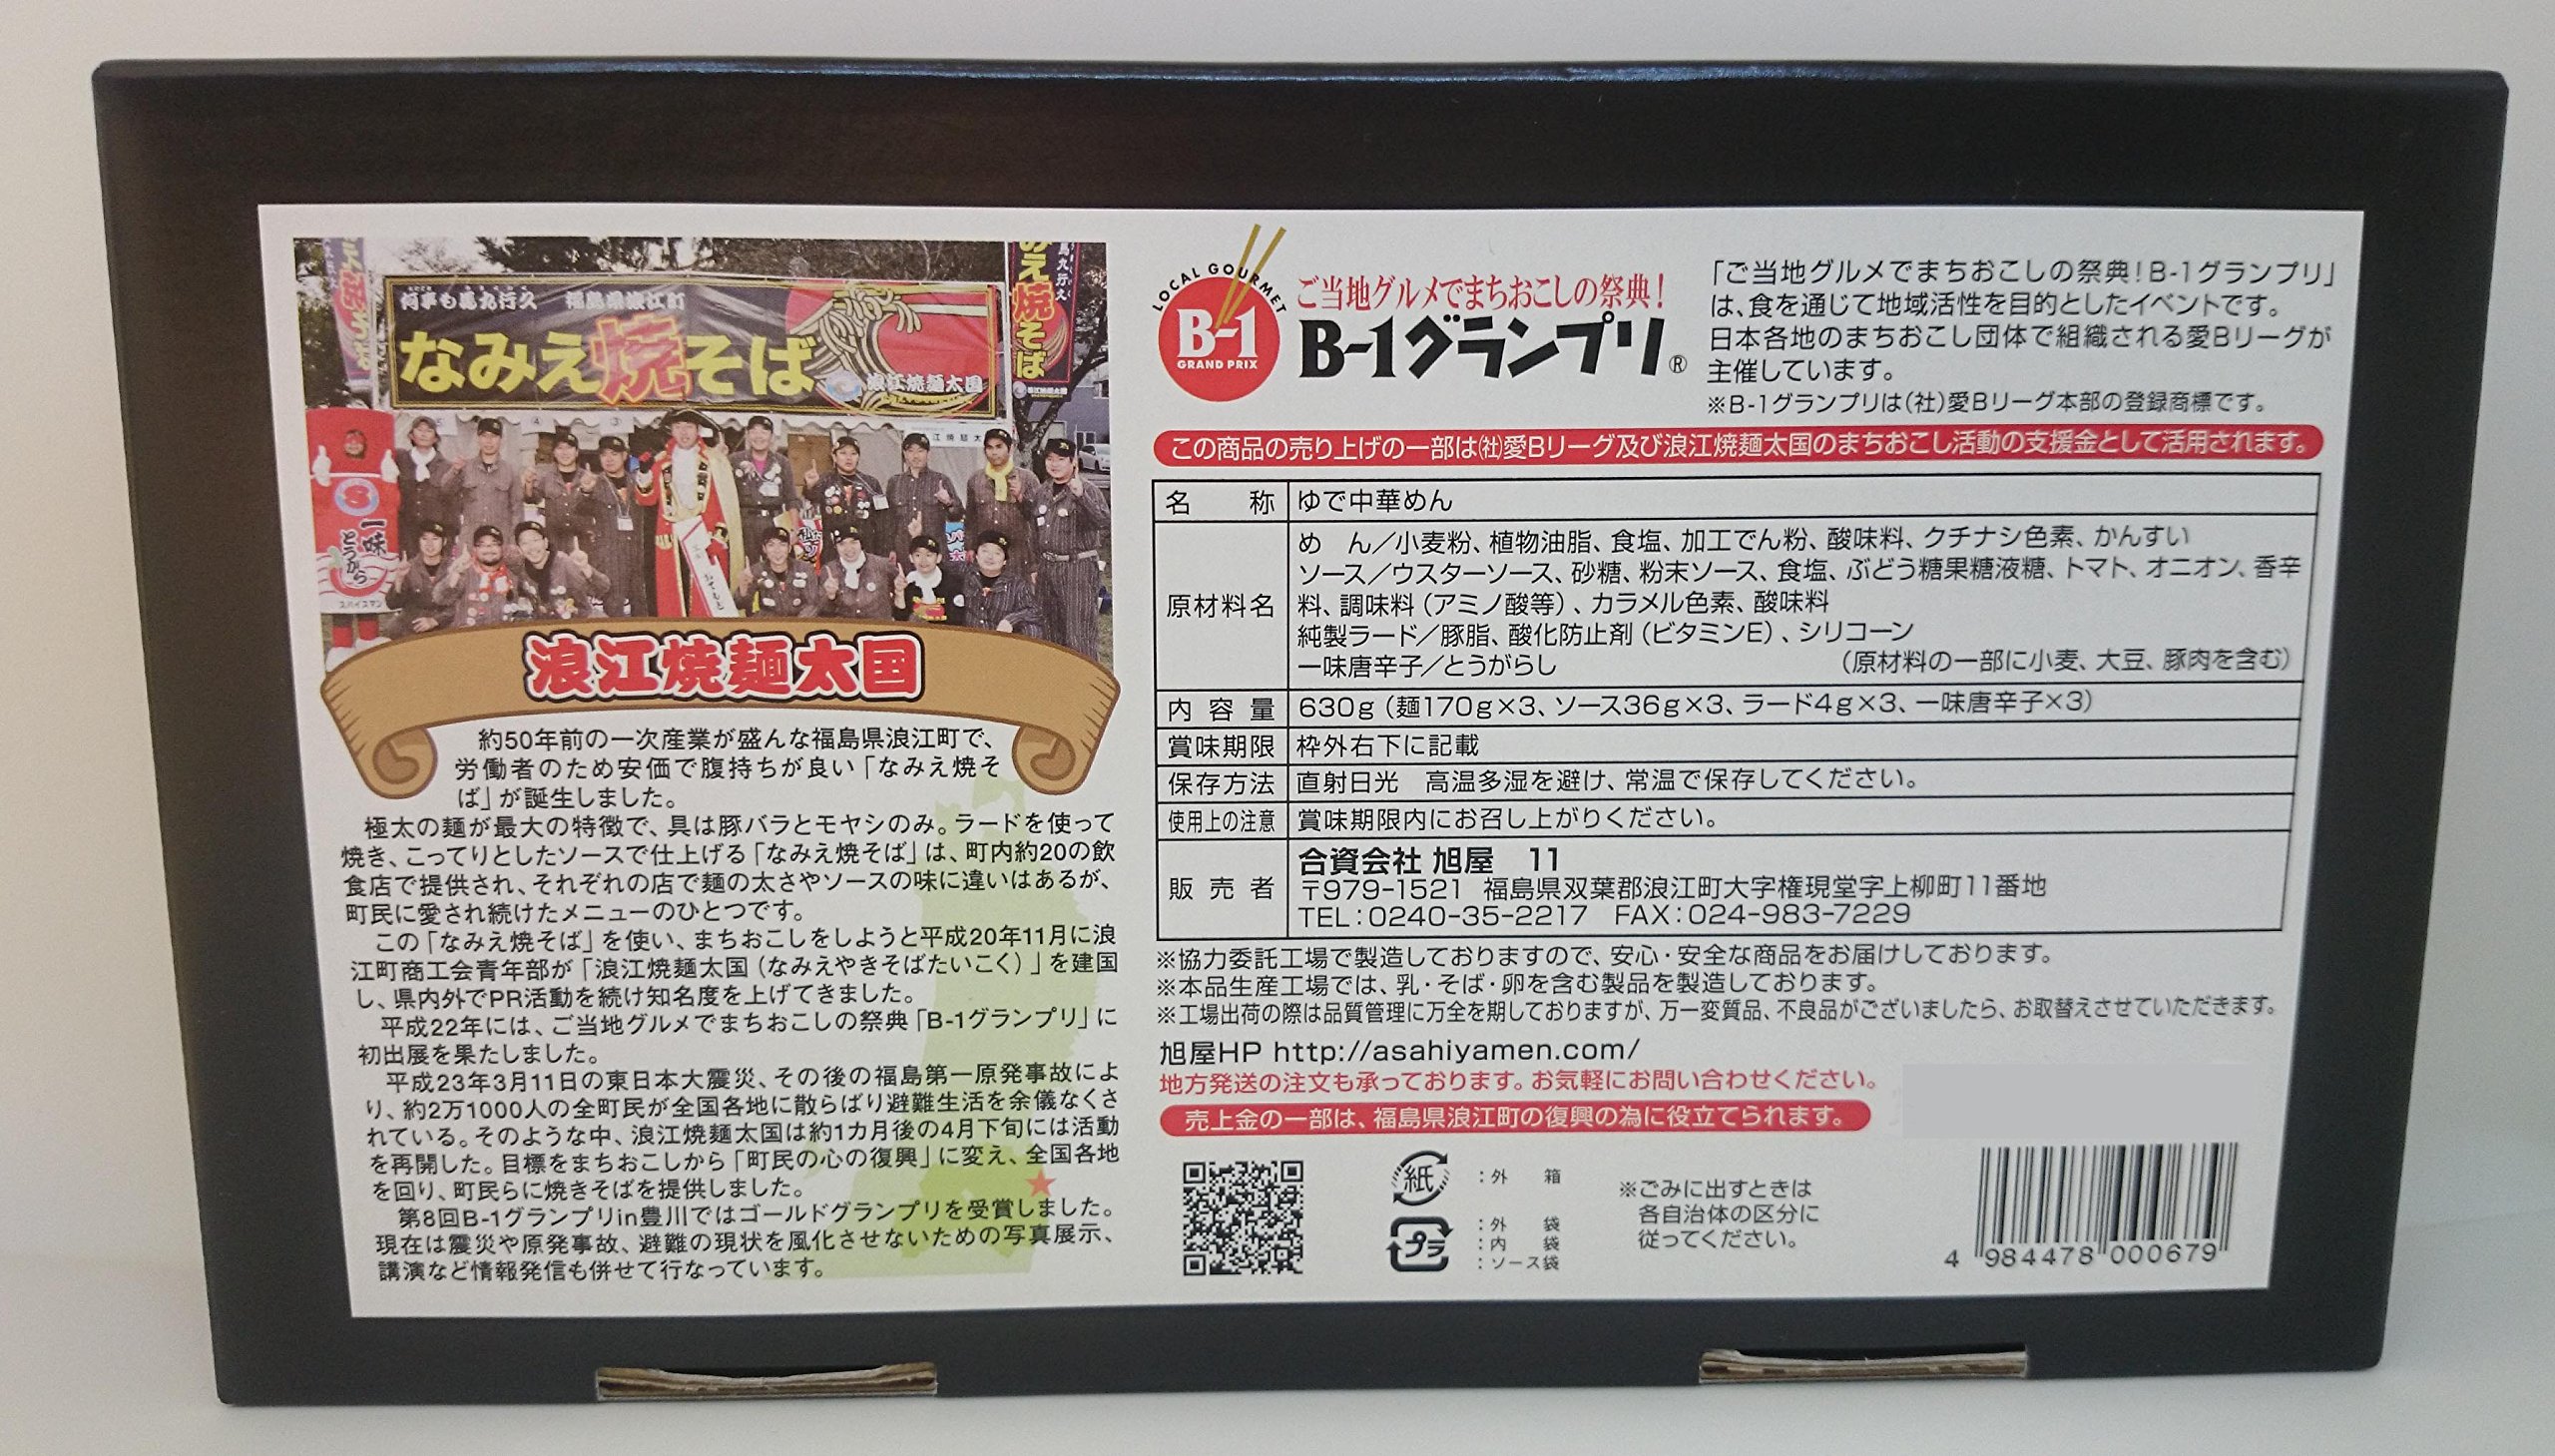 何事も馬九行久　福島県浪江町
なみえ焼そば
浪江焼麺太国
みえ焼そば
馬九行久
一味
とうがら
スパイスマン
浪江焼麺太国
約50年前の一次産業が盛んな福島県浪江町で、
労働者のため安価で腹持ちが良い「なみえ焼そ
ば」が誕生しました。
極太の麺が最大の特徴で、具は豚バラとモヤシのみ。ラードを使って
焼き、こってりとしたソースで仕上げる「なみえ焼そば」は、町内約20の飲
食店で提供され、それぞれの店で麺の太さやソースの味に違いはあるが、
町民に愛され続けたメニューのひとつです。
この「なみえ焼そば」を使い、まちおこしをしようと平成20年11月に浪
江町商工会青年部が「浪江焼麺太国（なみえやきそばたいこく）」を建国
し、県内外でPR活動を続け知名度を上げてきました。
平成22年には、ご当地グルメでまちおこしの祭典「B-1グランプリ」に
初出展を果たしました。
平成23年3月11日の東日本大震災、その後の福島第一原発事故によ
り、約2万1000人の全町民が全国各地に散らばり避難生活を余儀なくさ
れている。そのような中、浪江焼麺太国は約1カ月後の4月下旬には活動
を再開した。目標をまちおこしから「町民の心の復興」に変え、全国各地
を回り、町民らに焼きそばを提供しました。
第8回B-1グランプリin豊川ではゴールドグランプリを受賞しました。
現在は震災や原発事故、避難の現状を風化させないための写真展示、
講演など情報発信も併せて行なっています。
LOCAL GOURMET
B-1
GRAND PRIX
ご当地グルメでまちおこしの祭典！
B-1グランプリ®
「ご当地グルメでまちおこしの祭典！B-1グランプリ」
は、食を通じて地域活性を目的としたイベントです。
日本各地のまちおこし団体で組織される愛Bリーグが
主催しています。
※B-1グランプリは（社）愛Bリーグ本部の登録商標です。
この商品の売り上げの一部は㈳愛Bリーグ及び浪江焼麺太国のまちおこし活動の支援金として活用されます。
名　称　ゆで中華めん
原材料名　め　ん／小麦粉、植物油脂、食塩、加工でん粉、酸味料、クチナシ色素、かんすい
ソース／ウスターソース、砂糖、粉末ソース、食塩、ぶどう糖果糖液糖、トマト、オニオン、香辛
料、調味料（アミノ酸等）、カラメル色素、酸味料
純製ラード／豚脂、酸化防止剤（ビタミンE）、シリコーン
一味唐辛子／とうがらし　（原材料の一部に小麦、大豆、豚肉を含む）
内容量　630g（麺170g×3、ソース36g×3、ラード4g×3、一味唐辛子×3）
賞味期限　枠外右下に記載
保存方法　直射日光　高温多湿を避け、常温で保存してください。
使用上の注意　賞味期限内にお召し上がりください。
販売者　合資会社 旭屋　11
〒979-1521　福島県双葉郡浪江町大字権現堂字上柳町11番地
TEL：0240-35-2217　FAX：024-983-7229
※協力委託工場で製造しておりますので、安心・安全な商品をお届けしております。
※本品生産工場では、乳・そば・卵を含む製品を製造しております。
※工場出荷の際は品質管理に万全を期しておりますが、万一変質品、不良品がございましたら、お取替えさせていただきます。
旭屋HP http://asahiyamen.com/
地方発送の注文も承っております。お気軽にお問い合わせください。
売上金の一部は、福島県浪江町の復興の為に役立てられます。
紙：外　箱
プラ：外　袋
：内　袋
：ソース袋
※ごみに出すときは
各自治体の区分に
従ってください。
4 984478 000679